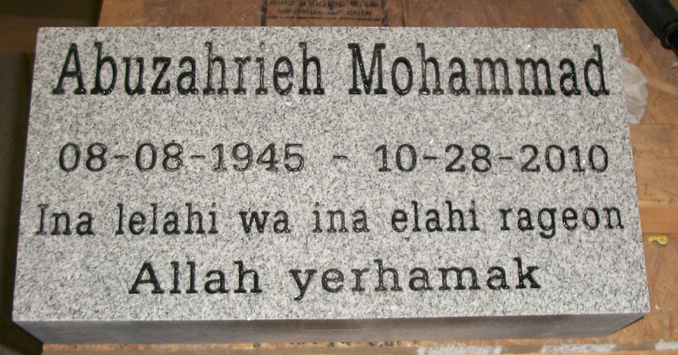 Abuzahrieh Mohammad
08-08-1945 - 10-28-2010
Ina lelahi wa ina elahi rageon
Allah yerhamak